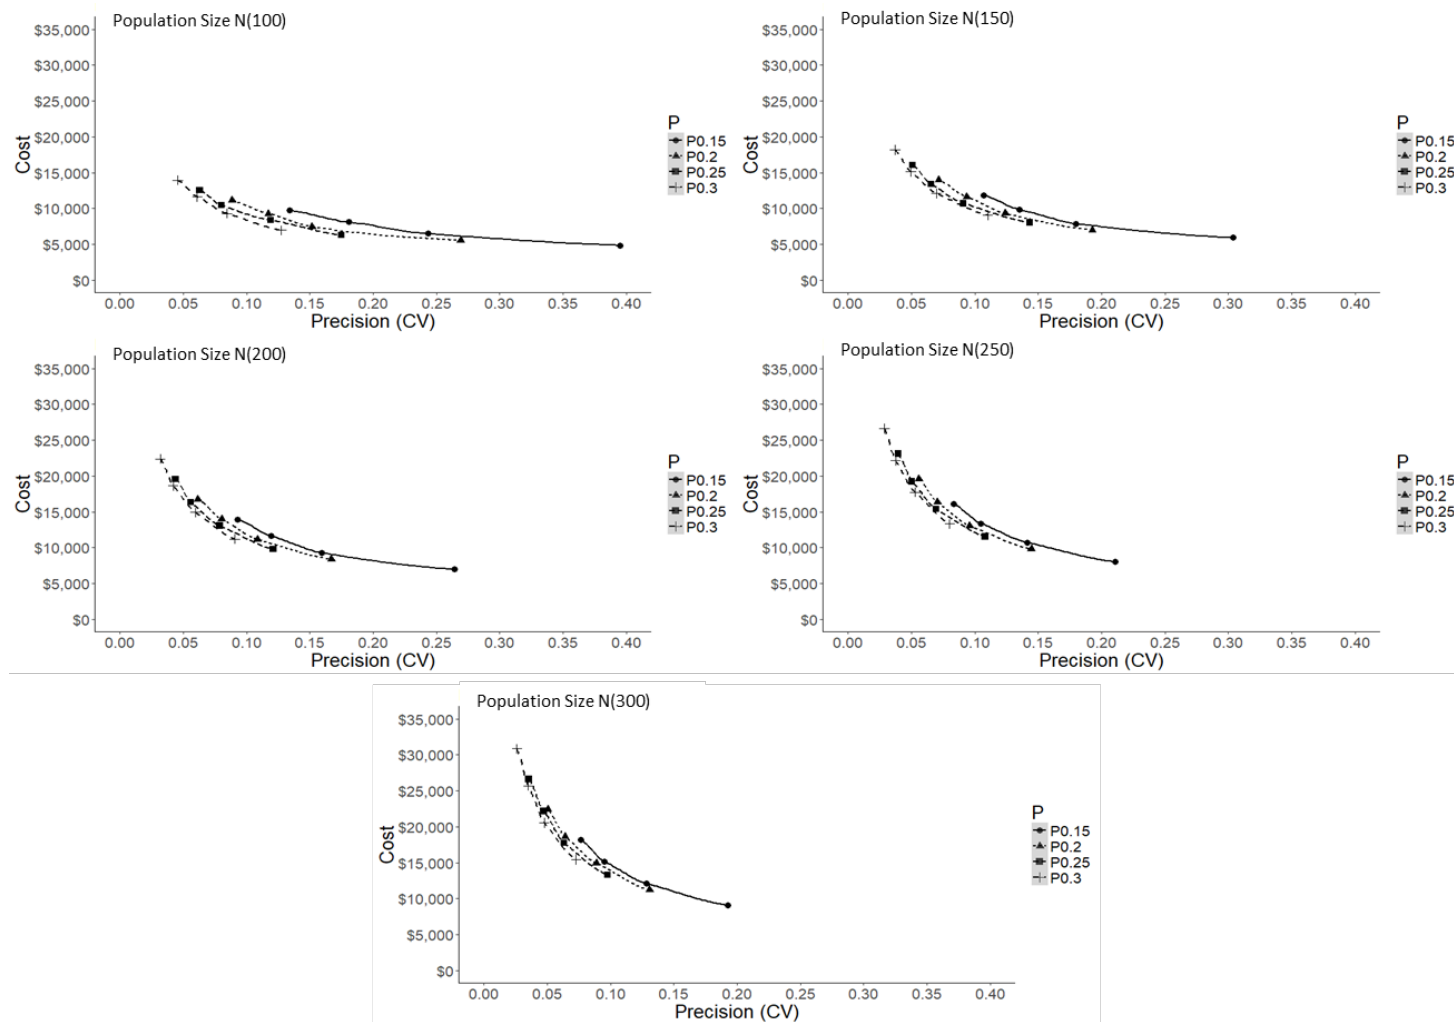 Population Size N(100)
$35,000
$30,000
$25,000
$20,000
$15,000
$10,000
$5,000
$0
Cost
0.00 0.05 0.10 0.15 0.20 0.25 0.30 0.35 0.40
Precision (CV)
P
P0.15
P0.2
P0.25
P0.3
Population Size N(150)
$35,000
$30,000
$25,000
$20,000
$15,000
$10,000
$5,000
$0
Cost
0.00 0.05 0.10 0.15 0.20 0.25 0.30 0.35 0.40
Precision (CV)
P
P0.15
P0.2
P0.25
P0.3
Population Size N(200)
$35,000
$30,000
$25,000
$20,000
$15,000
$10,000
$5,000
$0
Cost
0.00 0.05 0.10 0.15 0.20 0.25 0.30 0.35 0.40
Precision (CV)
P
P0.15
P0.2
P0.25
P0.3
Population Size N(250)
$35,000
$30,000
$25,000
$20,000
$15,000
$10,000
$5,000
$0
Cost
0.00 0.05 0.10 0.15 0.20 0.25 0.30 0.35 0.40
Precision (CV)
P
P0.15
P0.2
P0.25
P0.3
Population Size N(300)
$35,000
$30,000
$25,000
$20,000
$15,000
$10,000
$5,000
$0
Cost
0.00 0.05 0.10 0.15 0.20 0.25 0.30 0.35 0.40
Precision (CV)
P
P0.15
P0.2
P0.25
P0.3